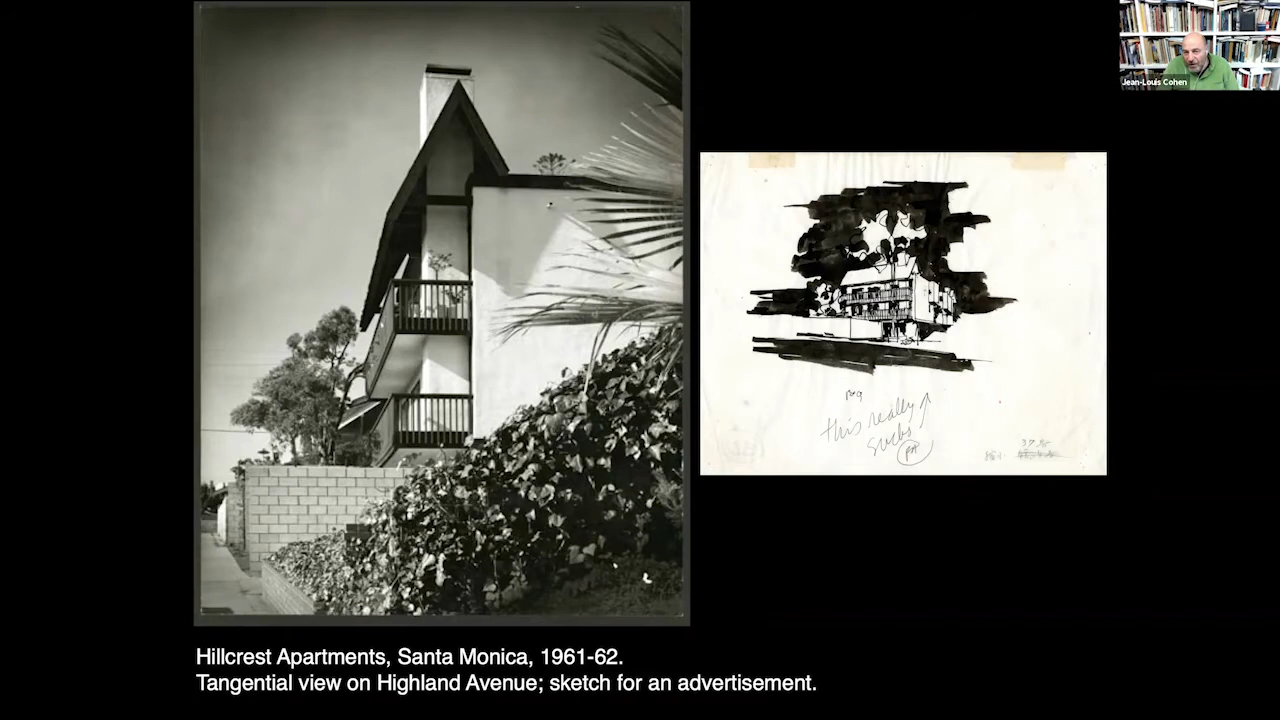 Jean-Louis Cohen
this really
sucks
Hillcrest Apartments, Santa Monica, 1961-62.
Tangential view on Highland Avenue; sketch for an advertisement.